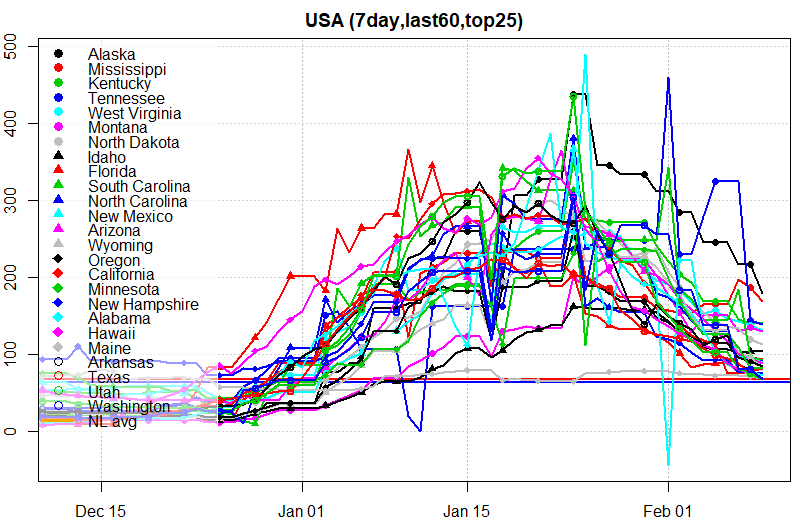 USA (7day,last60,top25)
500
400
300
200
100
0
Alaska
Mississippi
Kentucky
Tennessee
West Virginia
Montana
North Dakota
Idaho
Florida
South Carolina
North Carolina
New Mexico
Arizona
Wyoming
Oregon
California
Minnesota
New Hampshire
Alabama
Hawaii
Maine
Arkansas
Texas
Utah
Washington
NL avg
Dec 15
Jan 01
Jan 15
Feb 01